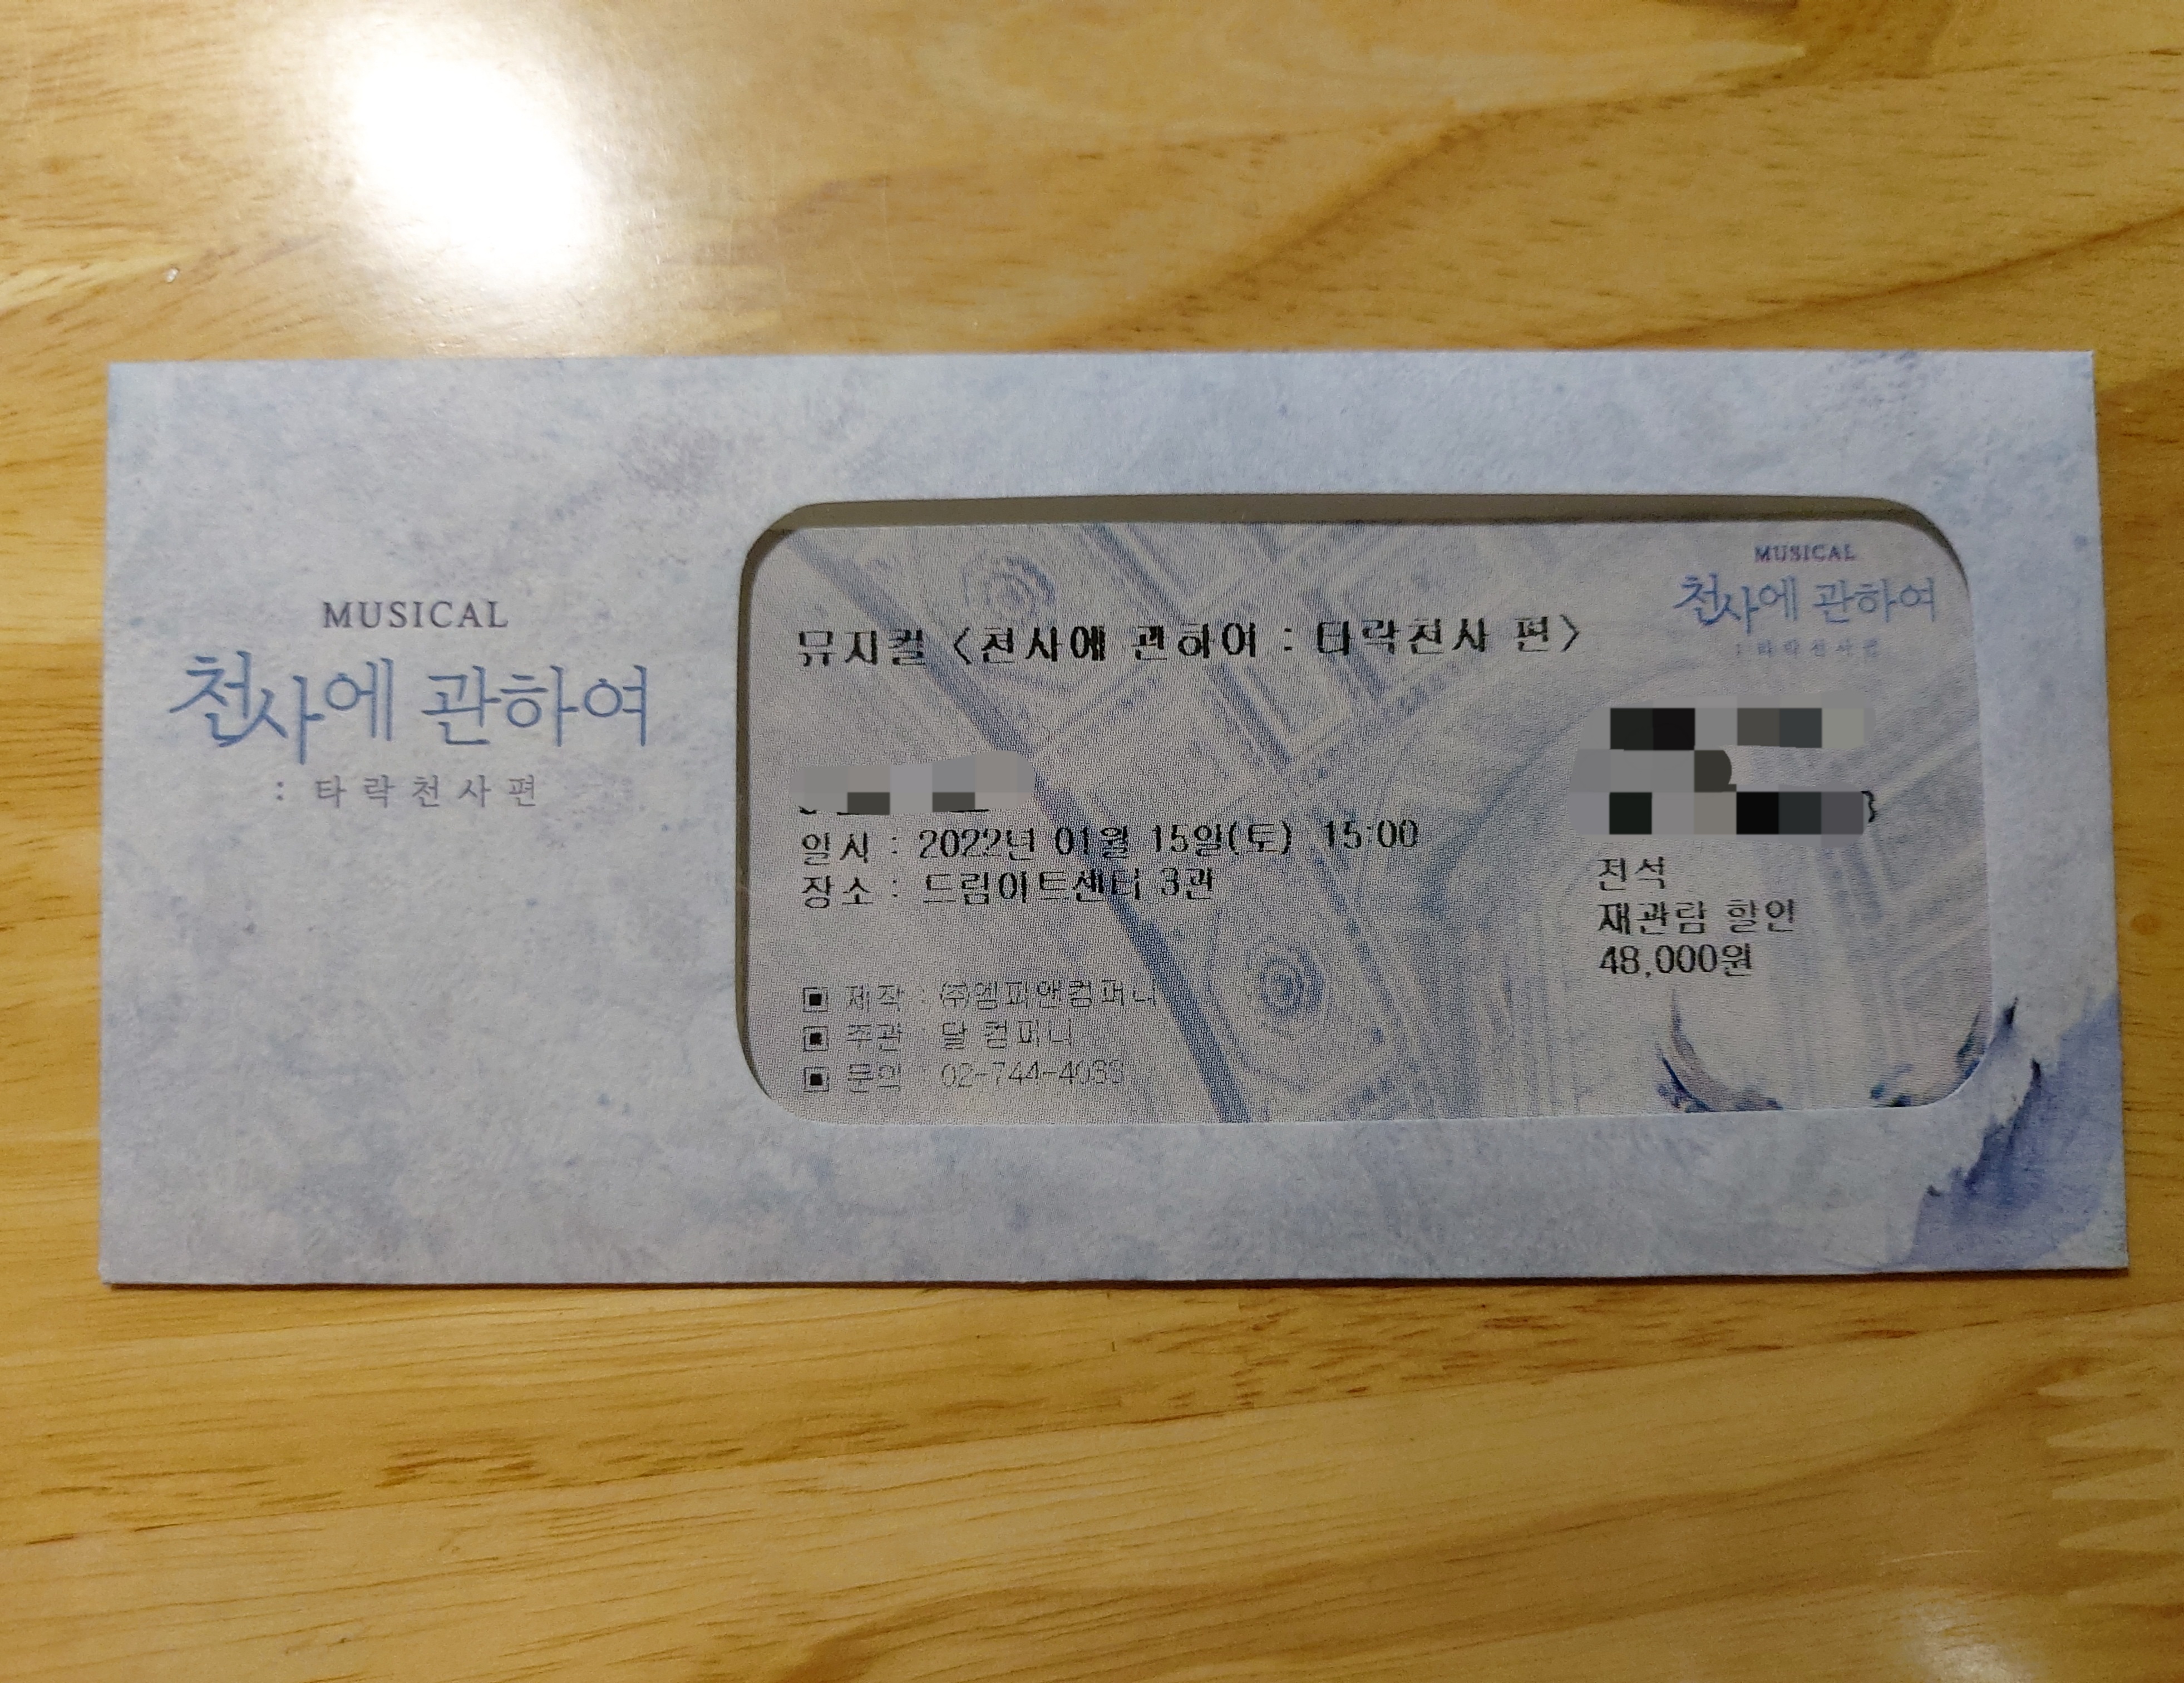 MUSICAL
천사에 관하여
: 타락천사 편
MUSICAL
천사에 관하여
: 타락천사 편
뮤지컬 <천사에 관하여 : 타락천사 편>
일시 : 2022년 01월 15일(토) 15:00
장소 : 드림아트센터 3관
전석
재관람 할인
48,000원
▣ 제작 : ㈜엠피앤컴퍼니
▣ 주관 : 달 컴퍼니
▣ 문의 : 02-744-4033